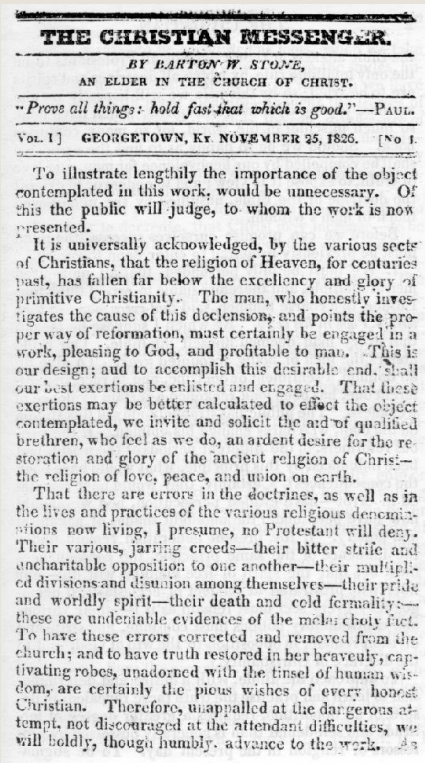 THE CHRISTIAN MESSENGER.
BY BARTON W. STONE,
AN ELDER IN THE CHURCH OF CHRIST.
"Prove all things: hold fast that which is good."—PAUL.
VOL. I] GEORGETOWN, KY. NOVEMBER 25, 1826. [No 1.
To illustrate lengthily the importance of the object
contemplated in this work, would be unnecessary. Of
this the public will judge, to whom the work is now
presented.
It is universally acknowledged, by the various sects
of Christians, that the religion of Heaven, for centuries
past, has fallen far below the excellency and glory of
primitive Christianity. The man, who honestly inves-
tigates the cause of this declension, and points the pro-
per way of reformation, must certainly be engaged in a
work, pleasing to God, and profitable to man. This is
our design; aud to accomplish this desirable end, shall
our best exertions be enlisted and engaged. That these
exertions may be better calculated to effect the object
contemplated, we invite and solicit the aid of qualified
brethren, who feel as we do, an ardent desire for the re-
storation and glory of the ancient religion of Christ—
the religion of love, peace, and union on earth.
That there are errors in the doctrines, as well as in
the lives and practices of the various religious denomin-
ations now living, I presume, no Protestant will deny.
Their various, jarring creeds—their bitter strife and
uncharitable opposition to one another—their multipli-
ed divisions and disunion among themselves—their pride
and worldly spirit—their death and cold formality:—
these are undeniable evidences of the melancholy fact.
To have these errors corrected and removed from the
church; and to have truth restored in her heavenly, cap-
tivating robes, unadorned with the tinsel of human wis-
dom, are certainly the pious wishes of every honest
Christian. Therefore, unappalled at the dangerous at-
tempt, not discouraged at the attendant difficulties, we
will boldly, though humbly, advance to the work. As